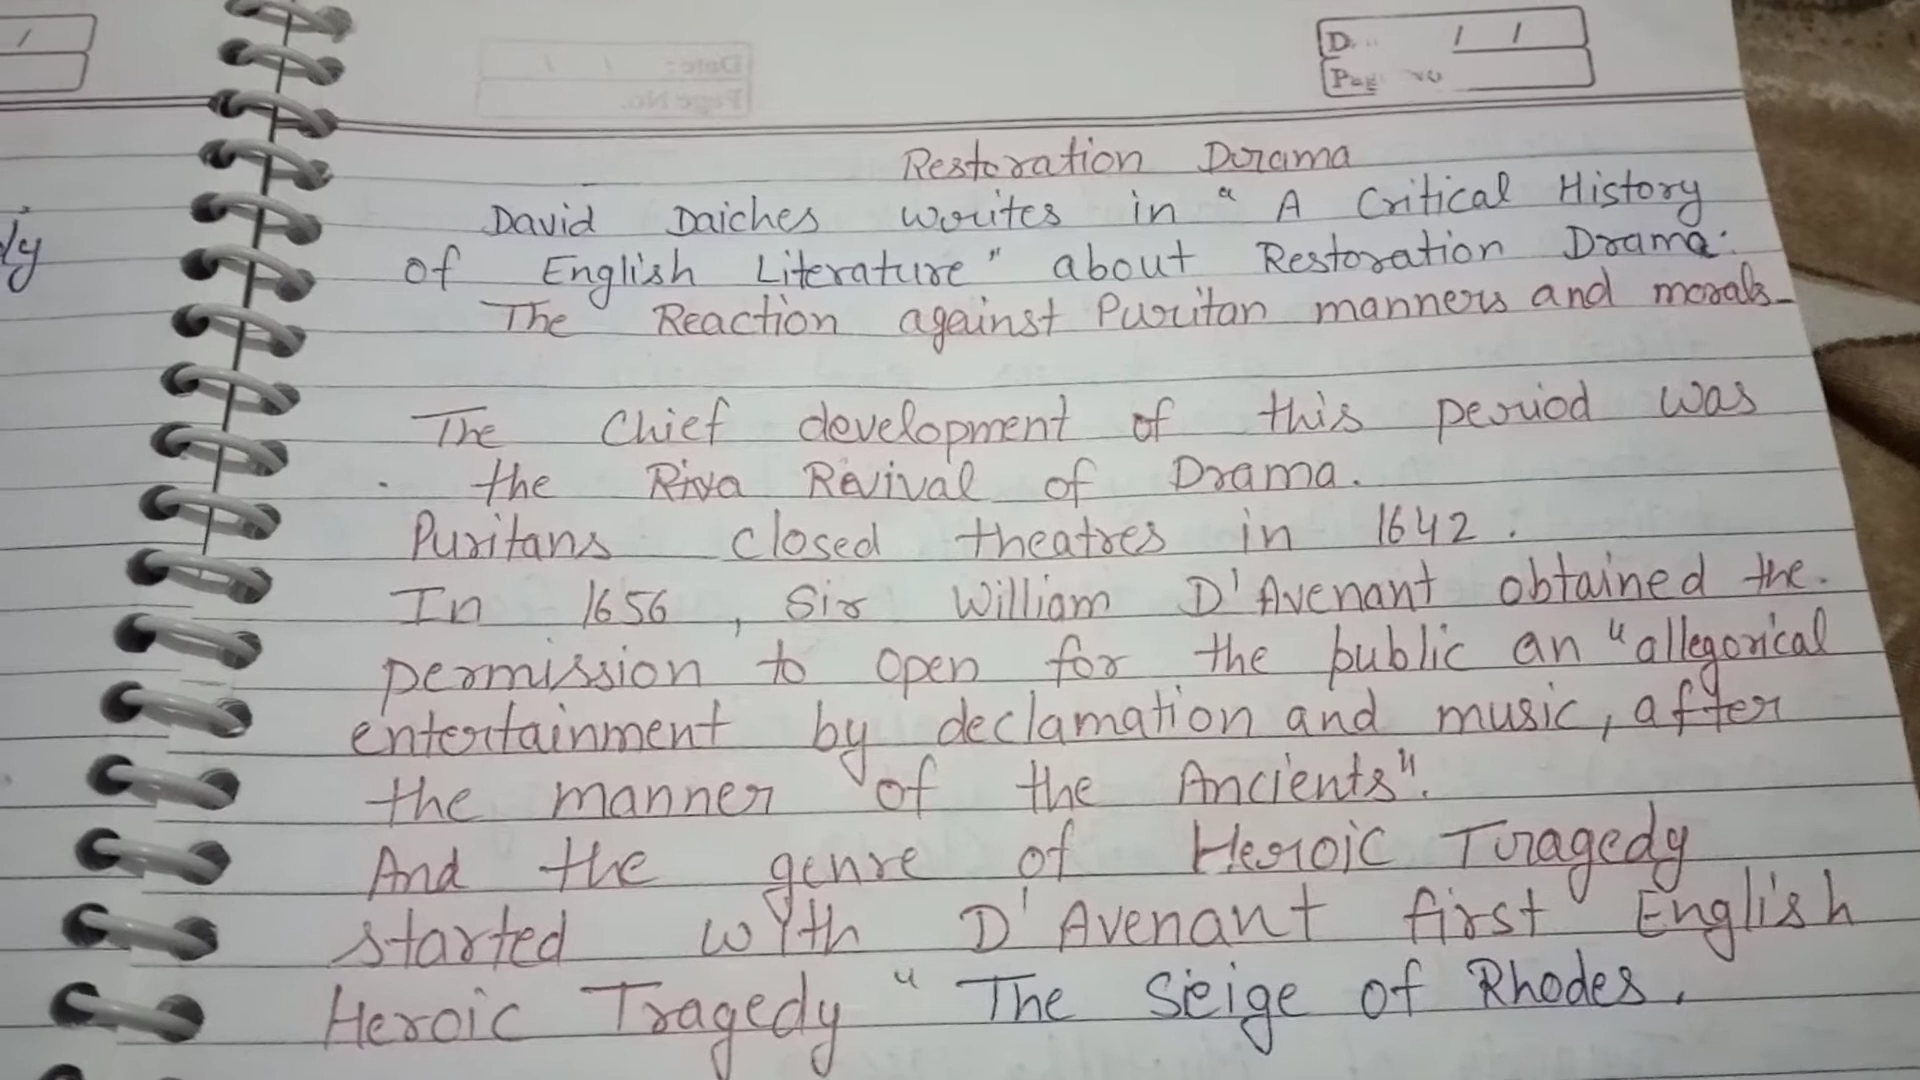 Restoration Drama
David Daiches writes in "A Critical History
of English Literature" about Restoration Drama.
The Reaction against Puritan manners and morals-
The Chief development of this period was
the Riva Revival of Drama.
Puritans closed theatres in 1642.
In 1656, Sir William D'Avenant obtained the
permission to open for the public an "allegorical
entertainment by declamation and music, after
the manner of the Ancients".
And the genre of Heroic Tragedy
started with D'Avenant first English
Heroic Tragedy "The Seige of Rhodes.
ly